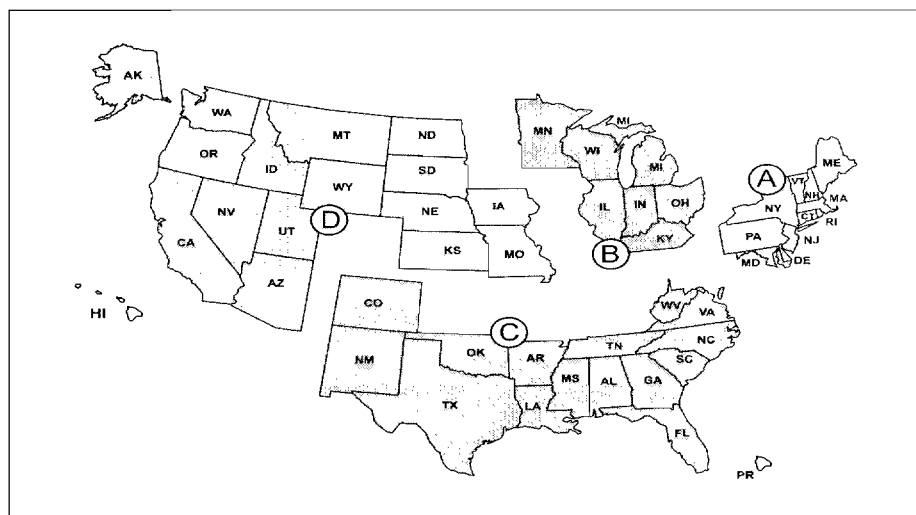 AK
WA
MT
ND
MN
MI
OR
ID
SD
WI
MI
ME
WY
A
VT
NH
MA
NV
NE
IA
IL
IN
OH
NY
CT
RI
CA
UT
D
KS
MO
B
KY
PA
NJ
MD
DE
AZ
HI
CO
WV
VA
C
NM
OK
AR
TN
NC
SC
TX
LA
MS
AL
GA
FL
PR